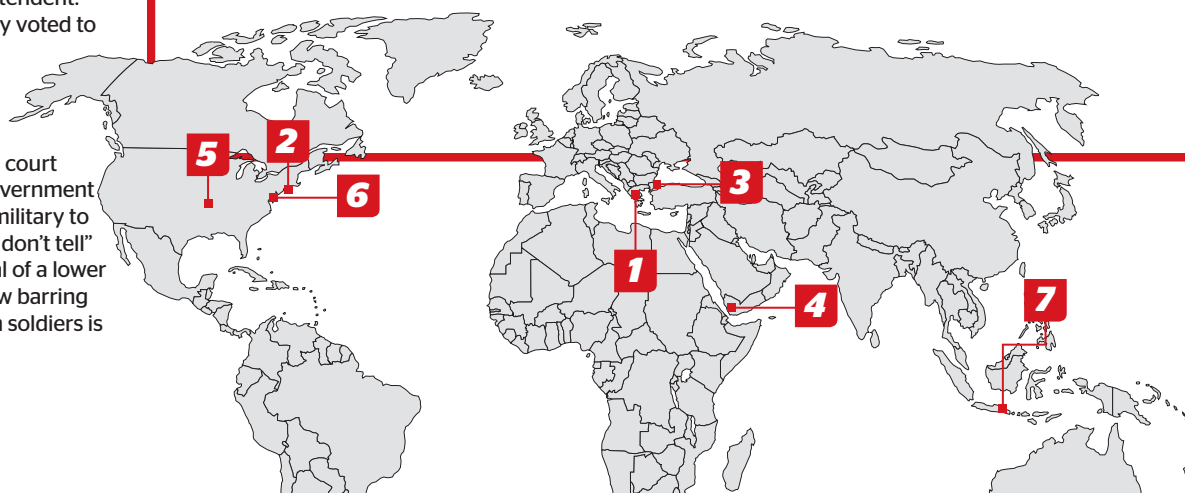 y voted to
court
vernment
military to
don't tell"
l of a lower
w barring
n soldiers is
5
2
6
3
1
4
7